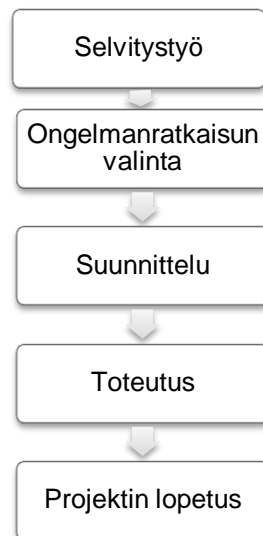 Selvitystyö
Ongelmanratkaisun
valinta
Suunnittelu
Toteutus
Projektin lopetus